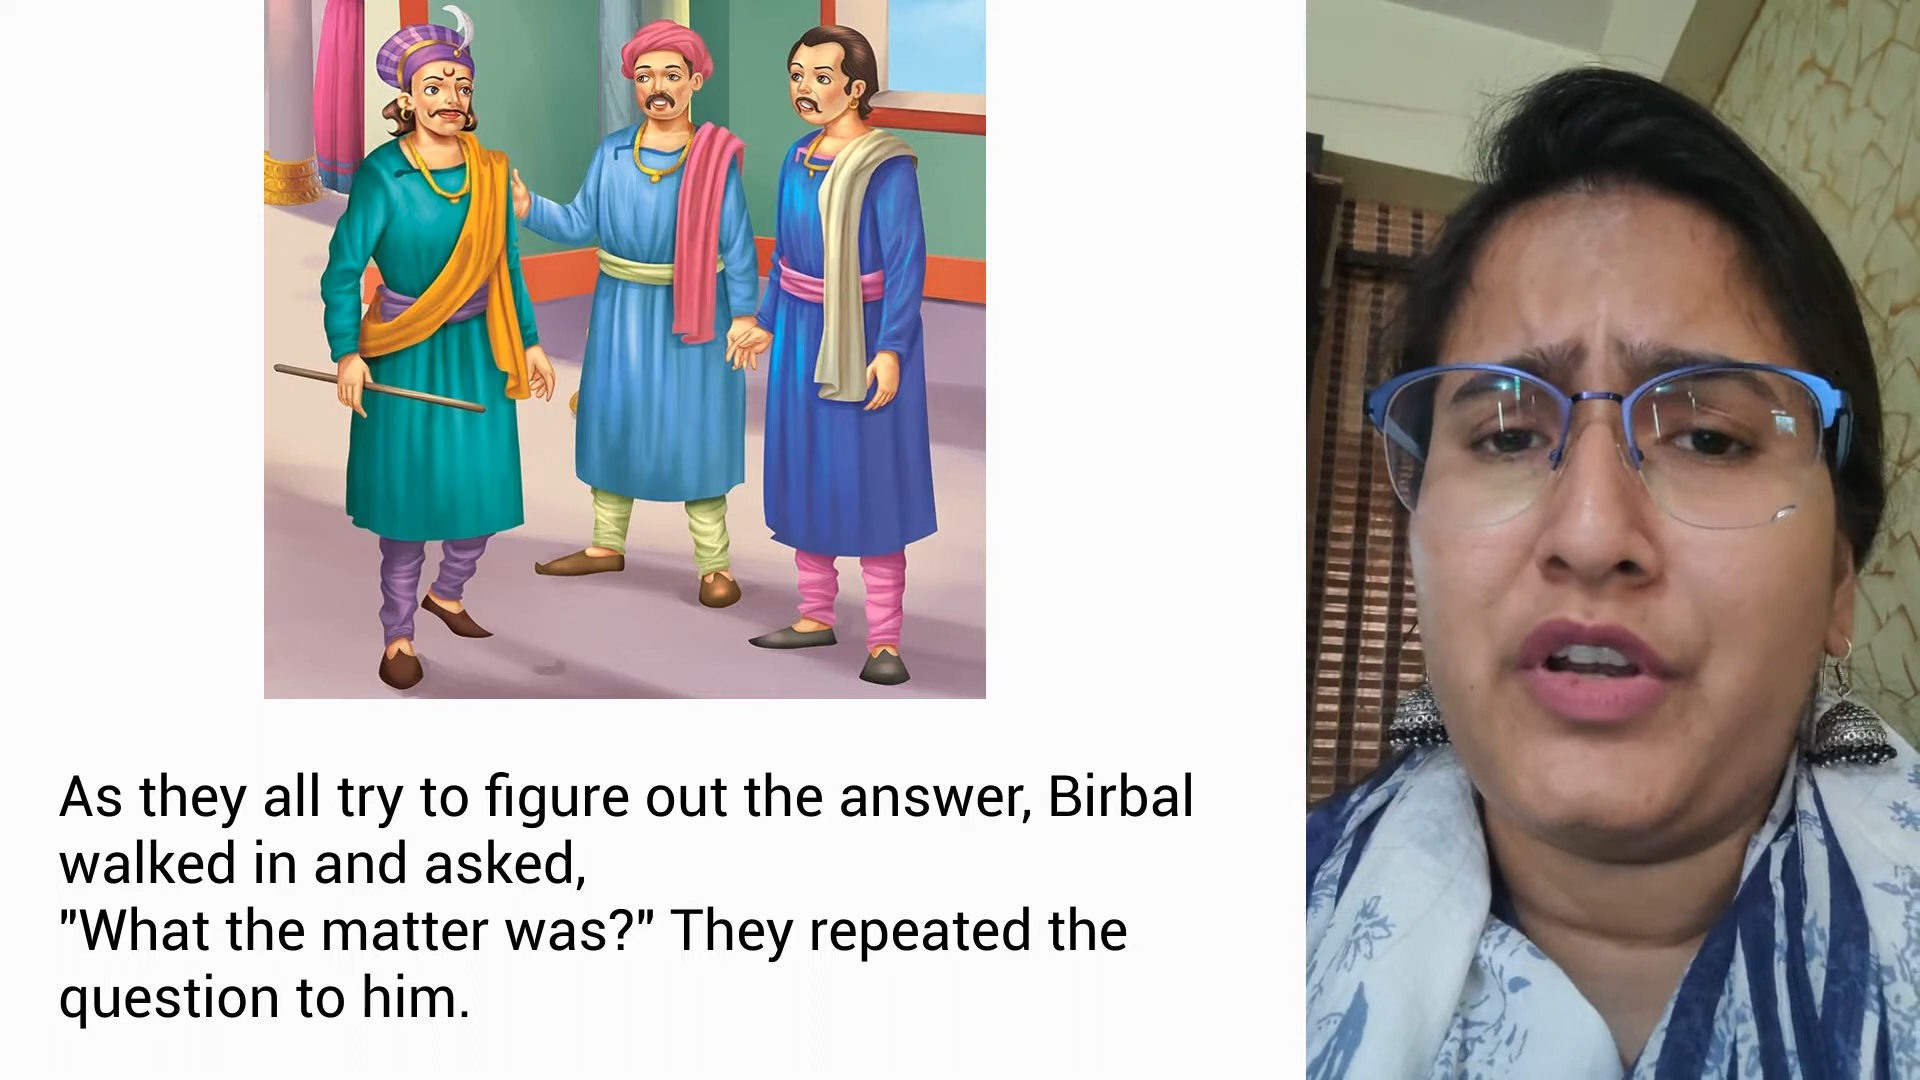 As they all try to figure out the answer, Birbal
walked in and asked,
"What the matter was?" They repeated the
question to him.